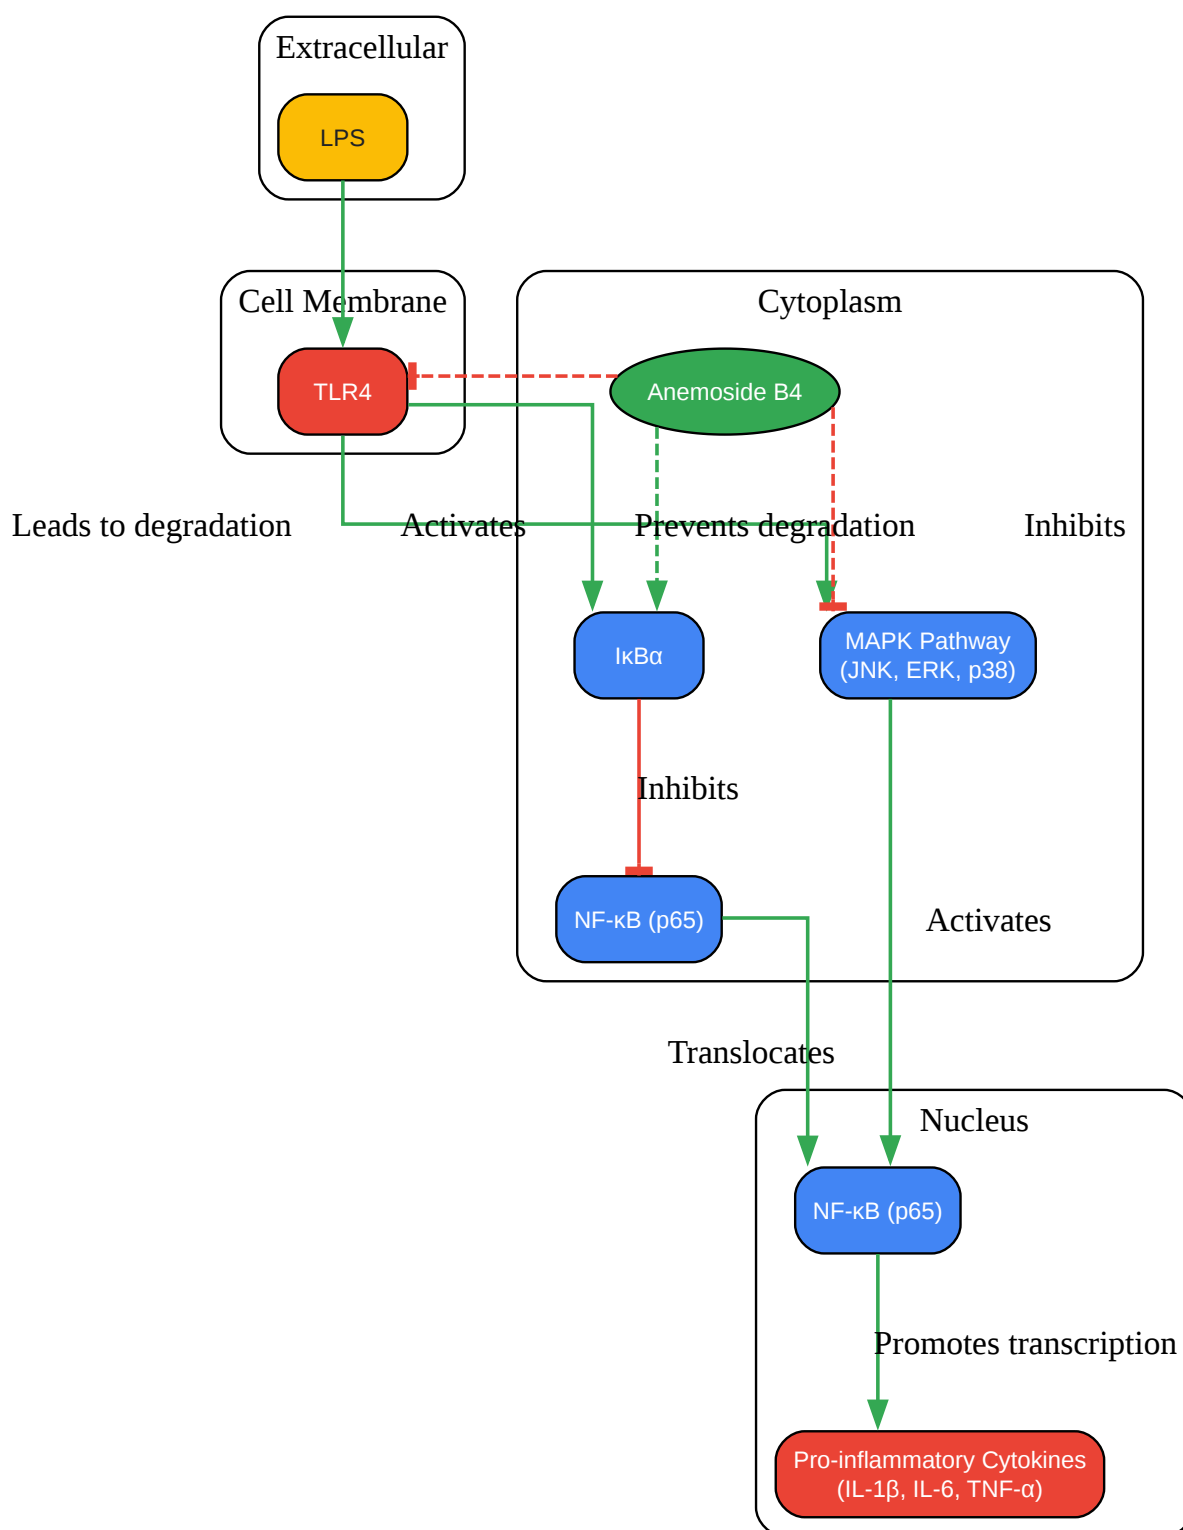 Extracellular
LPS
Cell Membrane
Cytoplasm
TLR4
Anemoside B4
Leads to degradation
Activates
Prevents degradation
Inhibits
IκBα
MAPK Pathway
(JNK, ERK, p38)
Inhibits
NF-κB (p65)
Activates
Translocates
Nucleus
NF-κB (p65)
Promotes transcription
Pro-inflammatory Cytokines
(IL-1β, IL-6, TNF-α)